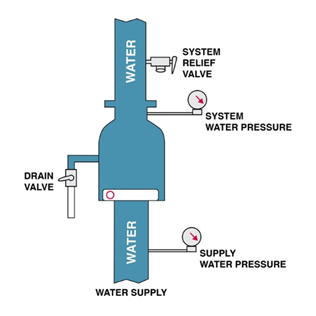 WATER
SYSTEM
RELIEF
VALVE
SYSTEM
WATER PRESSURE
DRAIN
VALVE
WATER
SUPPLY
WATER PRESSURE
WATER SUPPLY